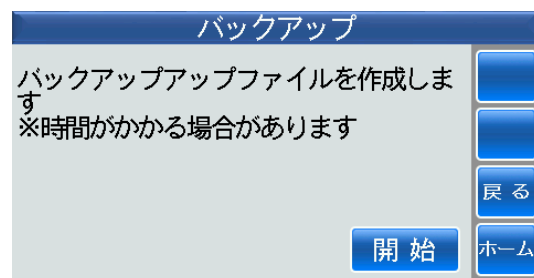 バックアップ
バックアップアップファイルを作成しま
す
※時間がかかる場合があります
戻 る
開 始
ホーム